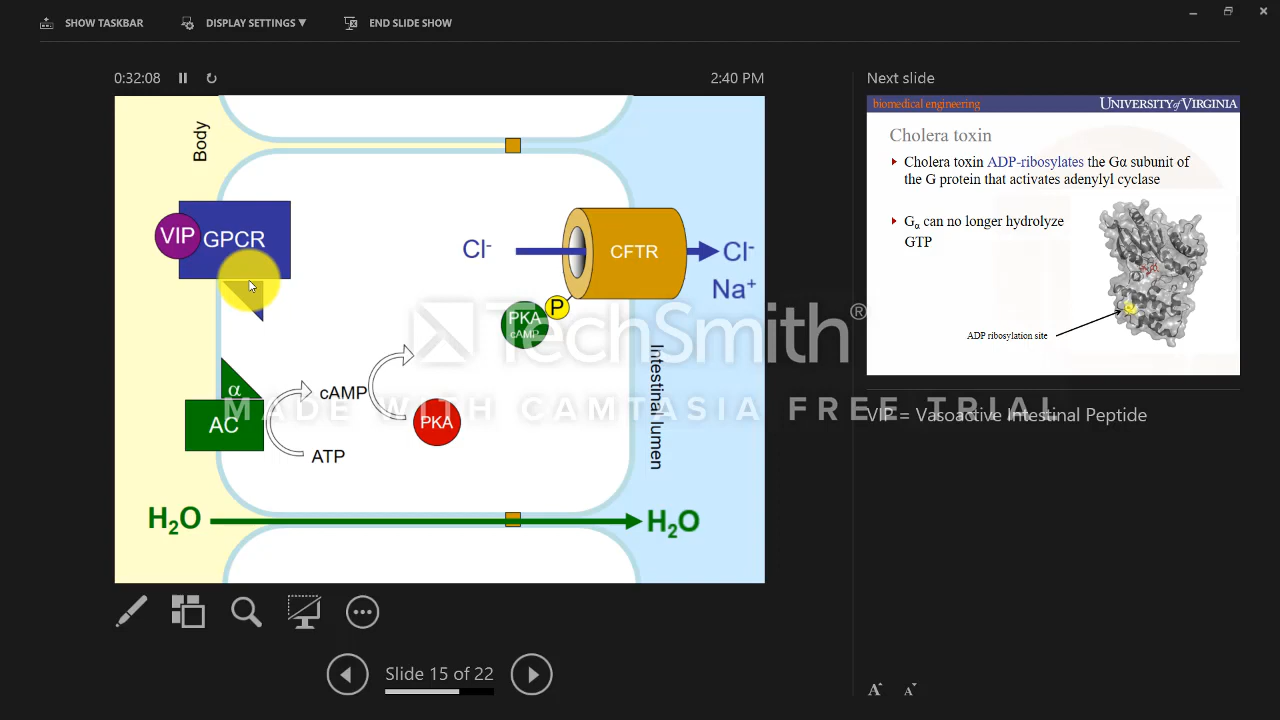 SHOW TASKBAR
DISPLAY SETTINGS ▼
END SLIDE SHOW
0:32:08
2:40 PM
Body
VIP
GPCR
Cl-
CFTR
Cl-
Na+
P
PKA
cAMP
α
AC
cAMP
ATP
PKA
Intestinal lumen
H2O
H2O
TechSmith®
MADE WITH CAMTASIA FREE TRIAL
Slide 15 of 22
Next slide
biomedical engineering
UNIVERSITY of VIRGINIA
Cholera toxin
Cholera toxin ADP-ribosylates the Gα subunit of
the G protein that activates adenylyl cyclase
Gα can no longer hydrolyze
GTP
ADP ribosylation site
VIP = Vasoactive Intestinal Peptide
A
A